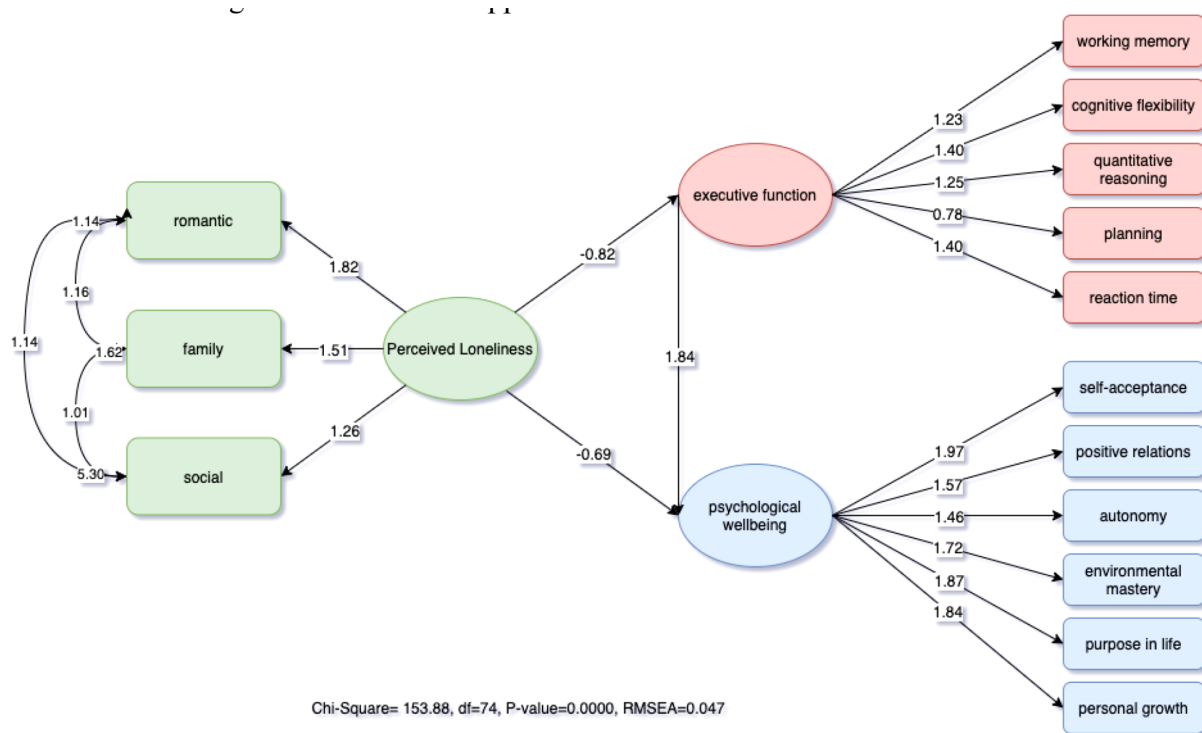 working memory
cognitive flexibility
quantitative
reasoning
planning
reaction time
executive function
1.23
1.40
1.25
0.78
1.40
romantic
family
social
1.14
1.16
1.14
1.62
1.01
5.30
Perceived Loneliness
1.82
1.51
1.26
-0.82
1.84
-0.69
psychological
wellbeing
1.97
1.57
1.46
1.72
1.87
1.84
self-acceptance
positive relations
autonomy
environmental
mastery
purpose in life
personal growth
Chi-Square= 153.88, df=74, P-value=0.0000, RMSEA=0.047